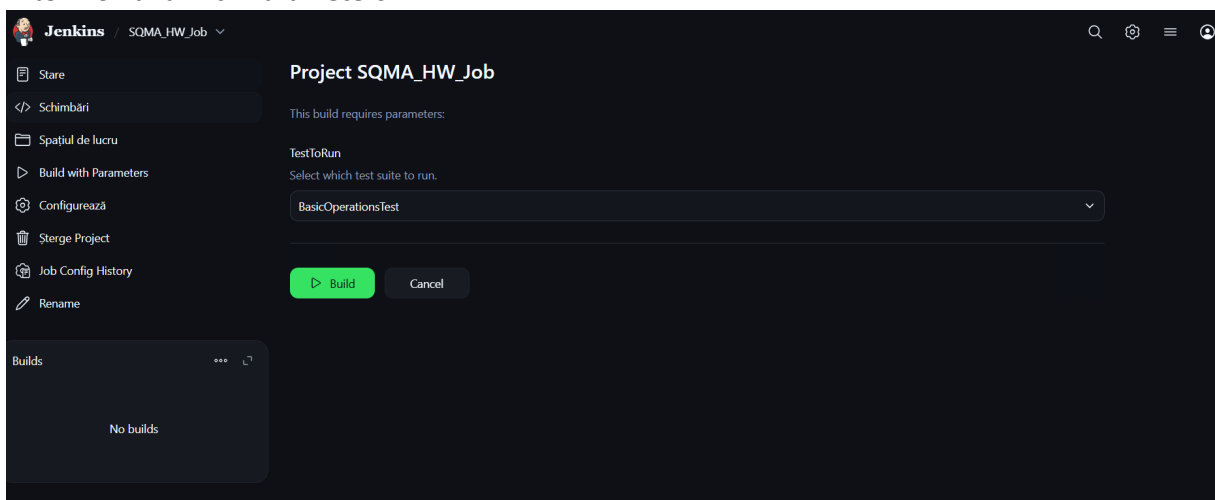 Jenkins / SQMA_HW_Job
Stare
Schimbări
Spațiul de lucru
Build with Parameters
Configurează
Șterge Project
Job Config History
Rename
Builds
No builds
Project SQMA_HW_Job
This build requires parameters:
TestToRun
Select which test suite to run.
BasicOperationsTest
Build
Cancel